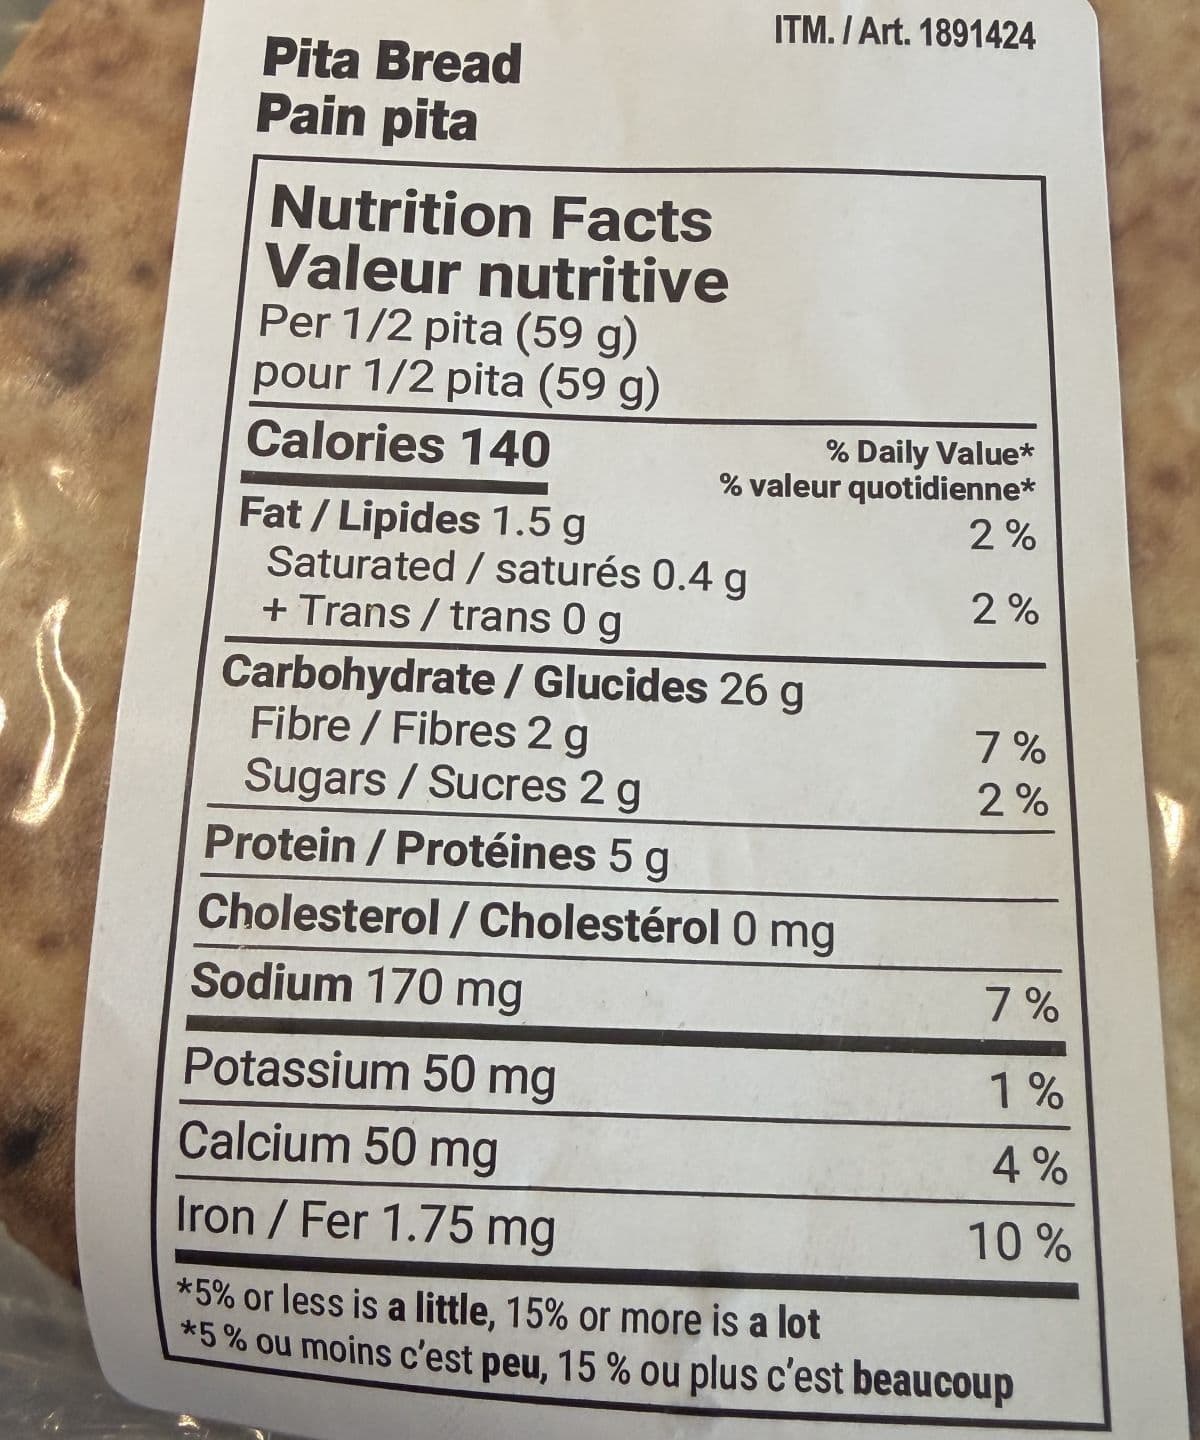 ITM. / Art. 1891424
Pita Bread
Pain pita
Nutrition Facts
Valeur nutritive
Per 1/2 pita (59 g)
pour 1/2 pita (59 g)
Calories 140
% Daily Value*
% valeur quotidienne*
Fat / Lipides 1.5 g 2 %
Saturated / saturés 0.4 g
+ Trans / trans 0 g 2 %
Carbohydrate / Glucides 26 g
Fibre / Fibres 2 g 7 %
Sugars / Sucres 2 g 2 %
Protein / Protéines 5 g
Cholesterol / Cholestérol 0 mg
Sodium 170 mg 7 %
Potassium 50 mg 1 %
Calcium 50 mg 4 %
Iron / Fer 1.75 mg 10 %
*5% or less is a little, 15% or more is a lot
*5 % ou moins c'est peu, 15 % ou plus c'est beaucoup